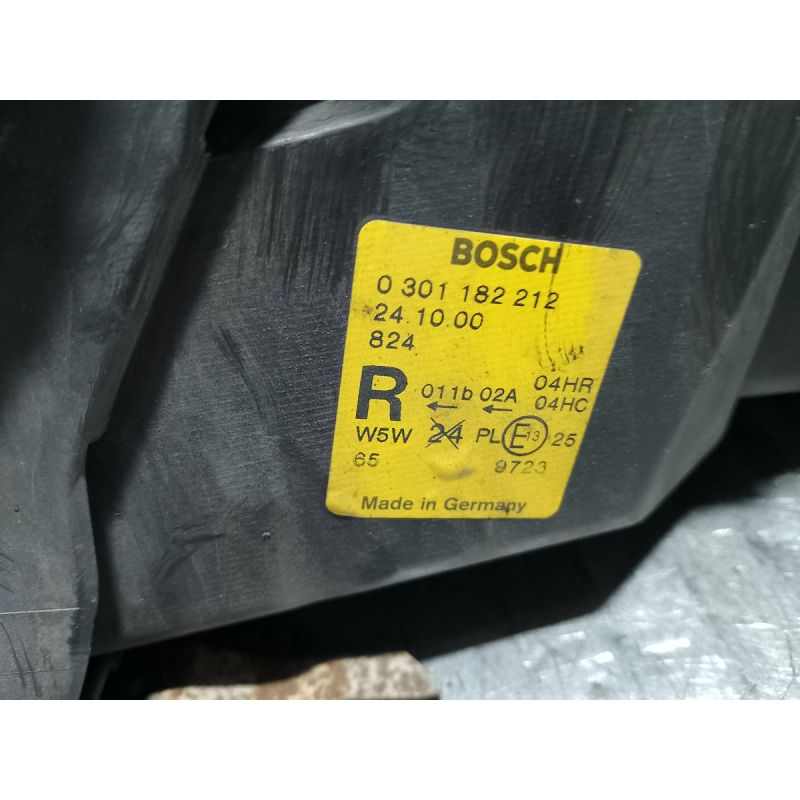 BOSCH
0 301 182 212
24.10.00
824
R 011b 02A 04HR
← ← 04HC
W5W 24 PL E13 25
65 9723
Made in Germany